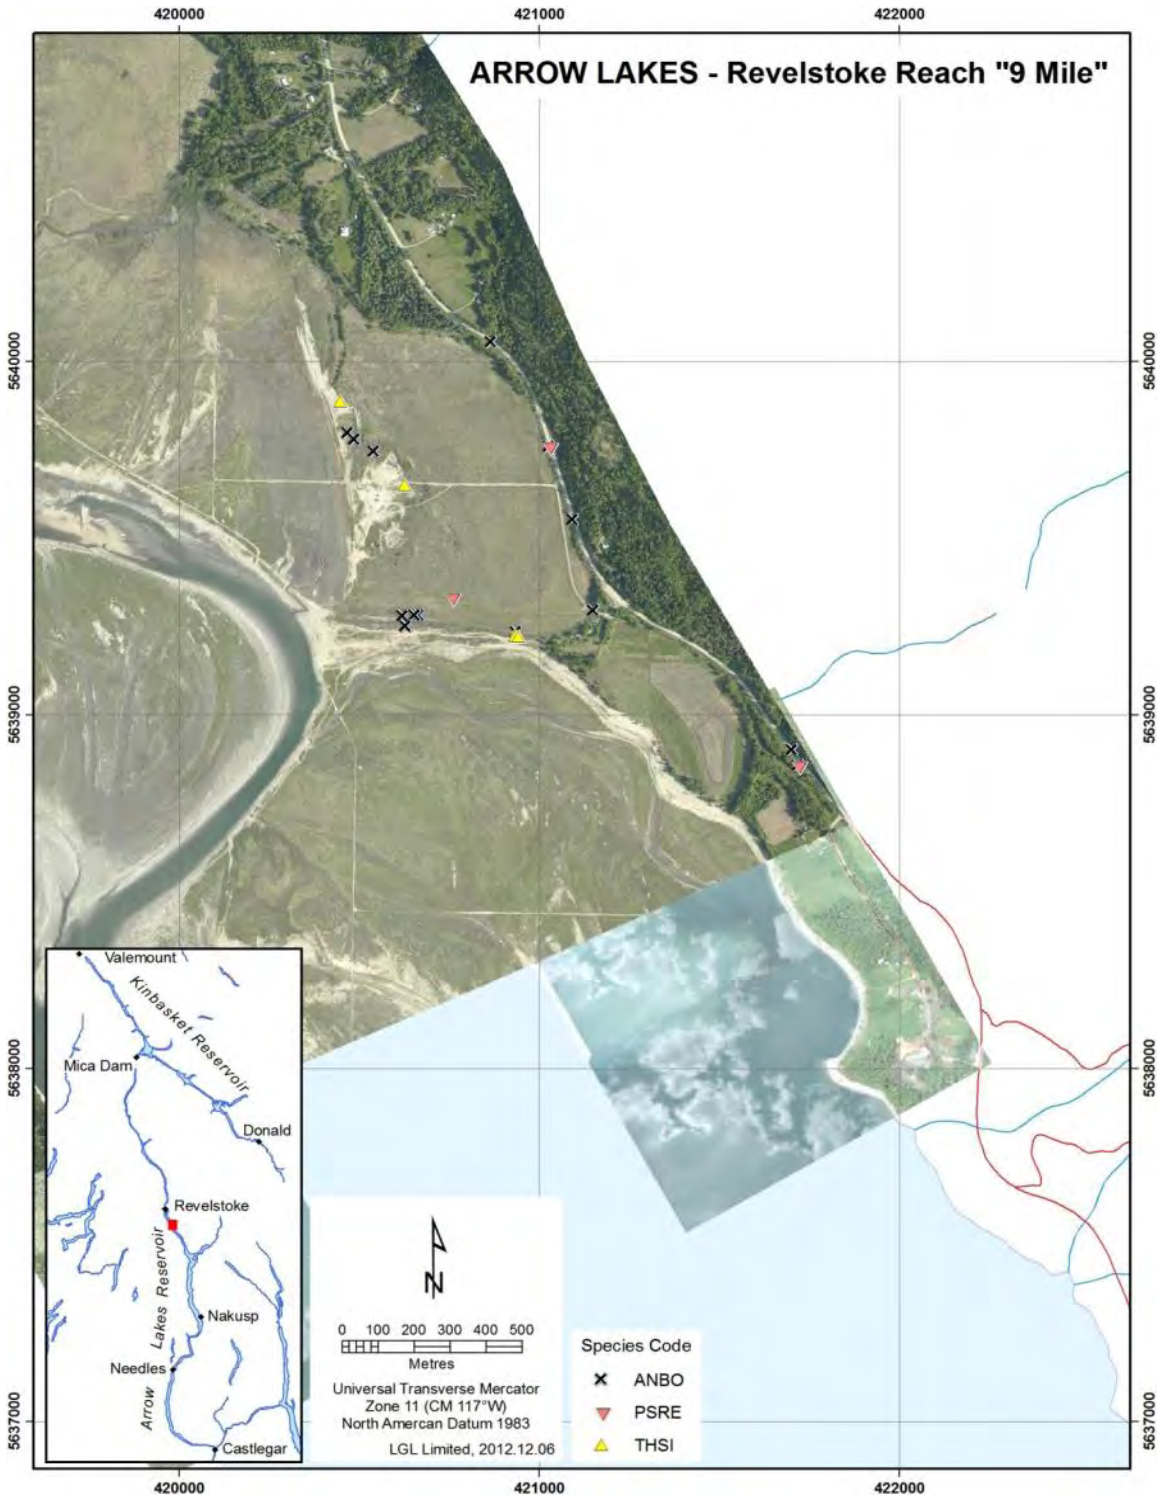 420000 421000 422000
ARROW LAKES - Revelstoke Reach "9 Mile"
5640000 5640000
5639000 5639000
5638000 5638000
5637000 5637000
Valemount
Kinbasket Reservoir
Mica Dam
Donald
Revelstoke
Arrow Lakes Reservoir
Nakusp
Needles
Castlegar
N
0 100 200 300 400 500
Metres
Universal Transverse Mercator
Zone 11 (CM 117°W)
North Amercan Datum 1983
LGL Limited, 2012.12.06
Species Code
ANBO
PSRE
THSI
420000 421000 422000